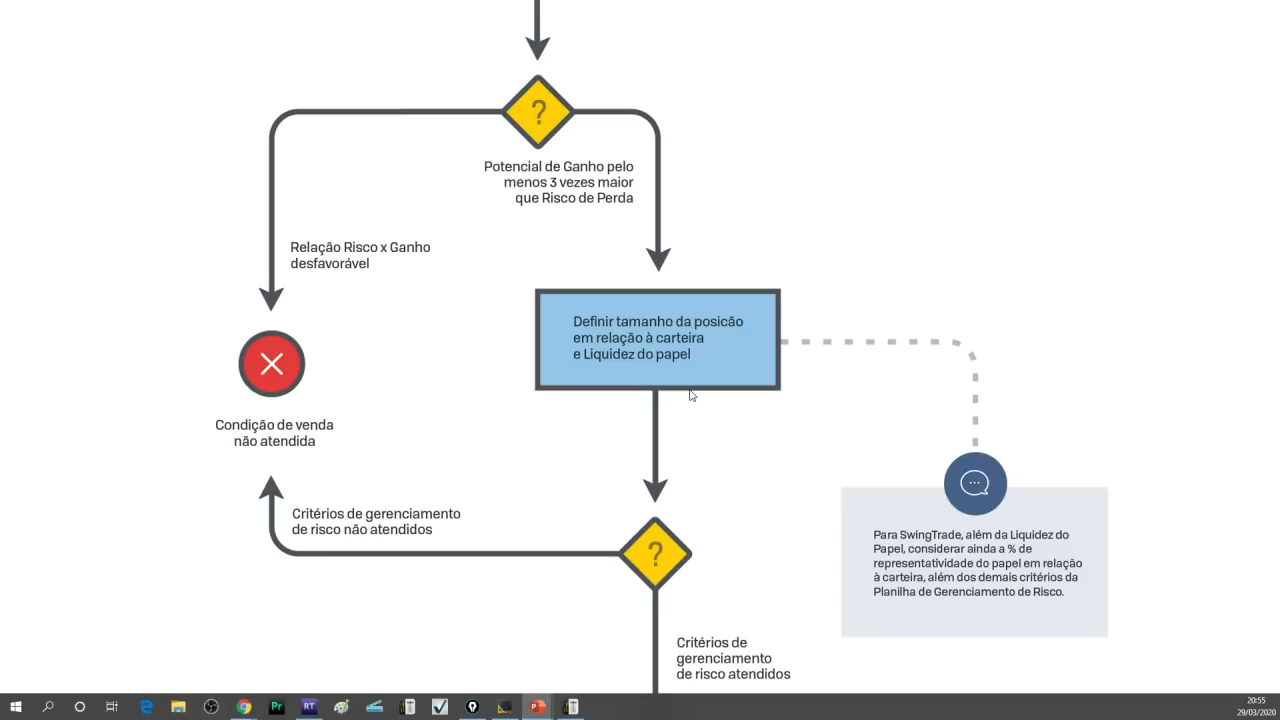 ?
Potencial de Ganho pelo
menos 3 vezes maior
que Risco de Perda
Relação Risco x Ganho
desfavorável
Definir tamanho da posicão
em relação à carteira
e Liquidez do papel
Condição de venda
não atendida
Critérios de gerenciamento
de risco não atendidos
?
Para SwingTrade, além da Liquidez do
Papel, considerar ainda a % de
representatividade do papel em relação
à carteira, além dos demais critérios da
Planilha de Gerenciamento de Risco.
Critérios de
gerenciamento
de risco atendidos
Pr
RT
20:55
29/03/2020